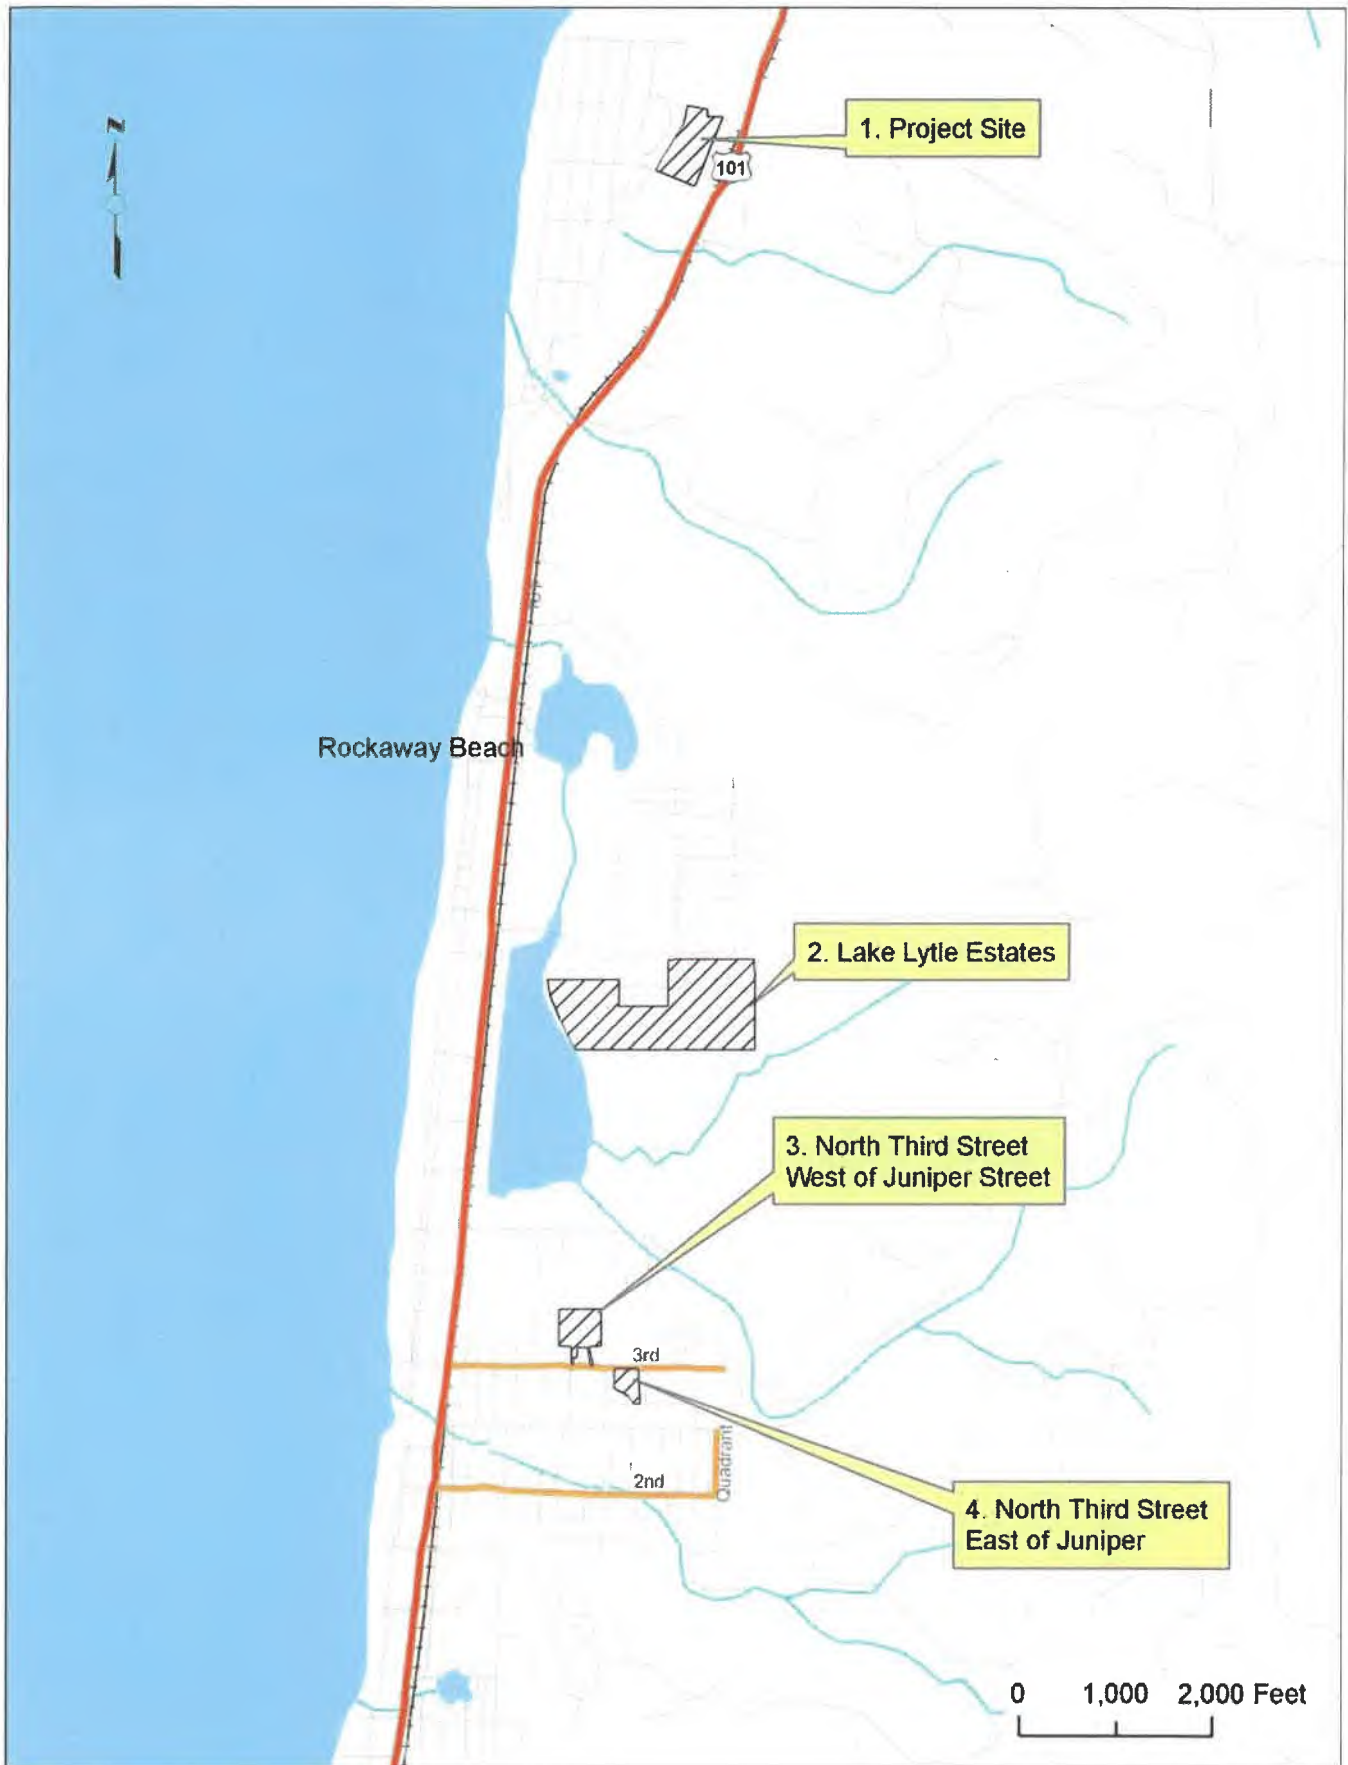 N
1. Project Site
101
Rockaway Beach
2. Lake Lytle Estates
3. North Third Street
West of Juniper Street
3rd
Quadrant
2nd
4. North Third Street
East of Juniper
0 1,000 2,000 Feet